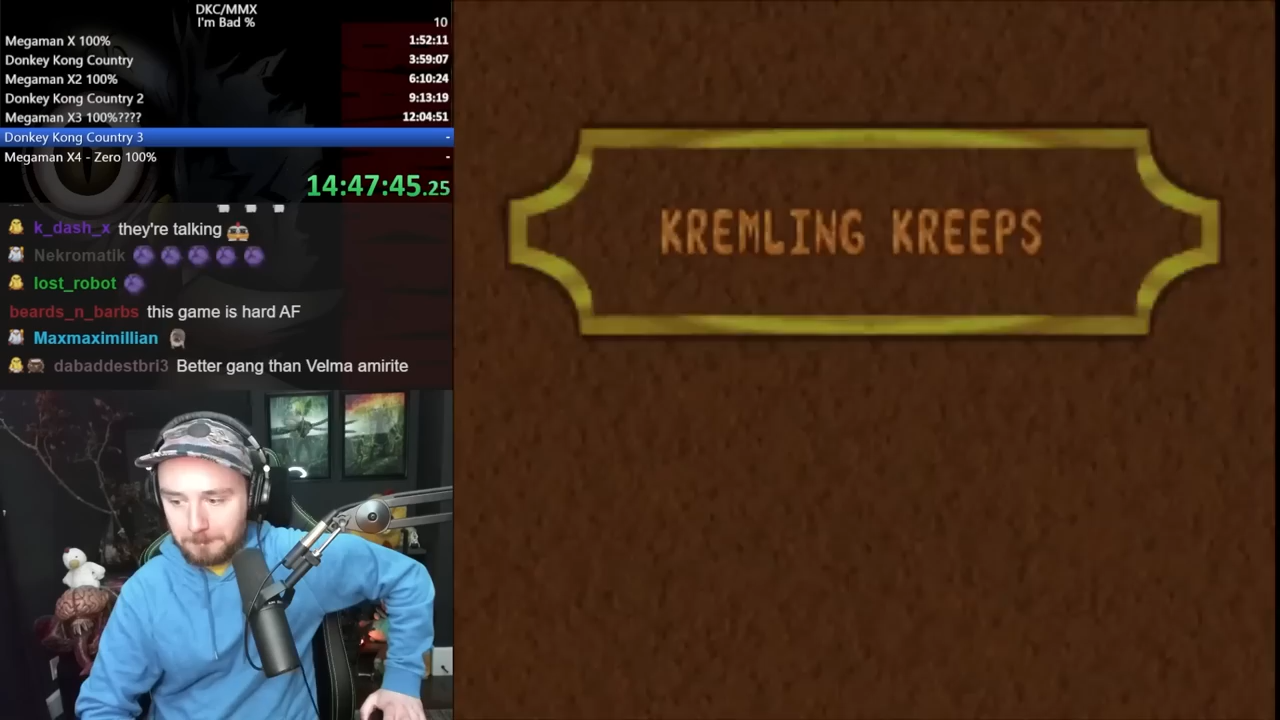 DKC/MMX
I'm Bad %
10
Megaman X 100% 1:52:11
Donkey Kong Country 3:59:07
Megaman X2 100% 6:10:24
Donkey Kong Country 2 9:13:19
Megaman X3 100%???? 12:04:51
Donkey Kong Country 3 -
Megaman X4 - Zero 100% -
14:47:45.25
k_dash_x they're talking
Nekromatik
lost_robot
beards_n_barbs this game is hard AF
Maxmaximillian
dabaddestbri3 Better gang than Velma amirite
KREMLING KREEPS